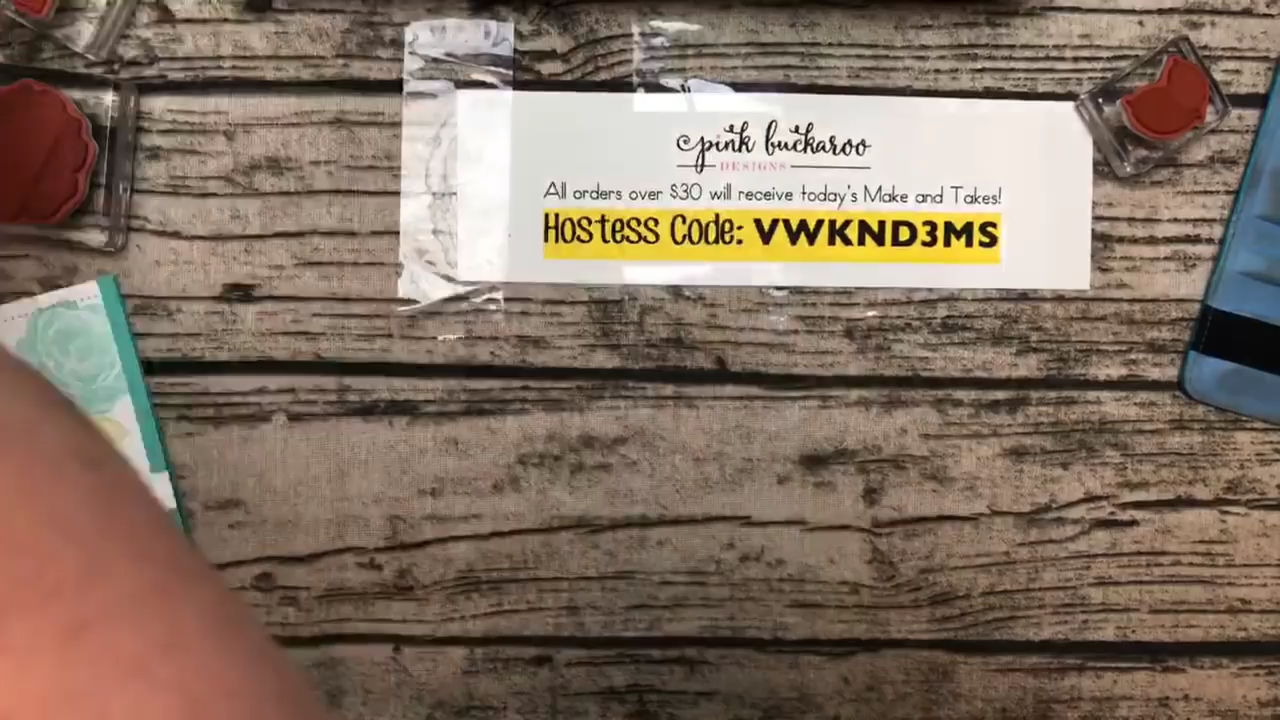 pink buckaroo
DESIGNS
All orders over $30 will receive today's Make and Takes!
Hostess Code: VWKND3MS